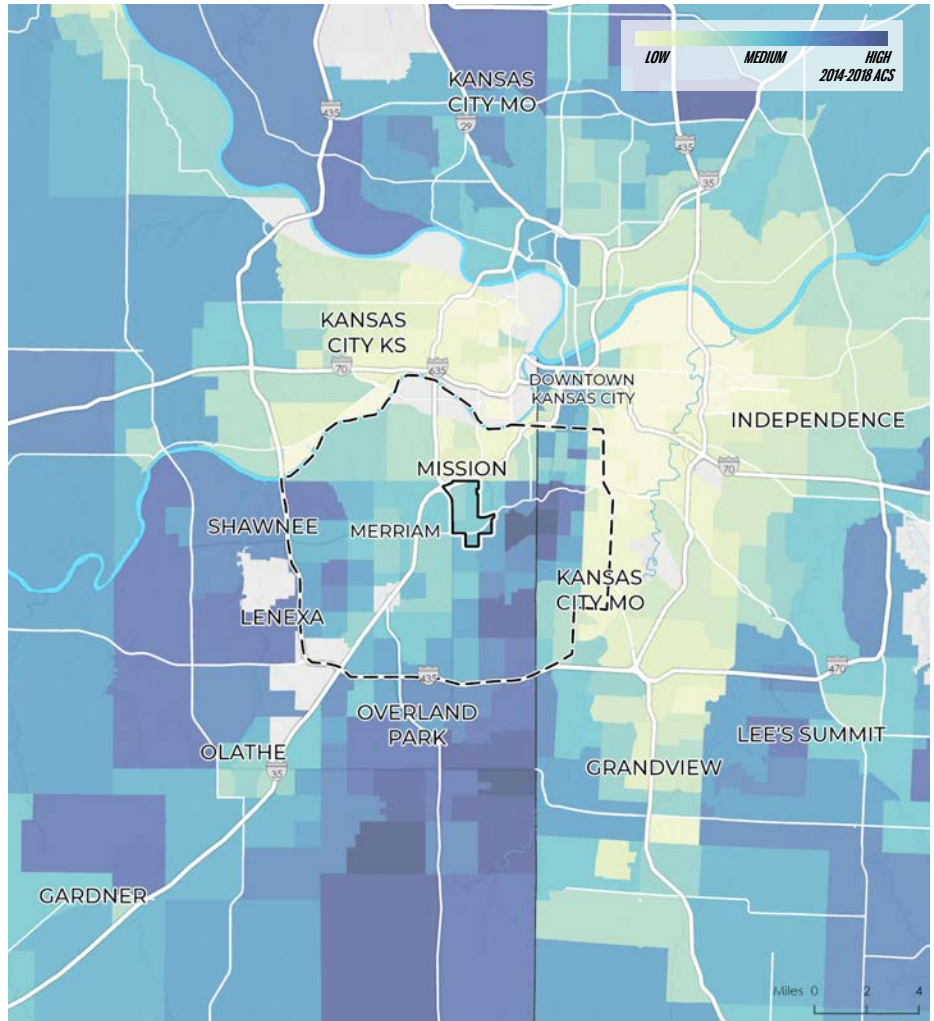 LOW MEDIUM HIGH
2014-2018 ACS
KANSAS
CITY MO
435
29
435
35
KANSAS
CITY KS
70
635
DOWNTOWN
KANSAS CITY
INDEPENDENCE
70
MISSION
SHAWNEE
MERRIAM
KANSAS
CITY MO
LENEXA
435
470
OVERLAND
PARK
LEE'S SUMMIT
OLATHE
35
GRANDVIEW
GARDNER
Miles 0 2 4